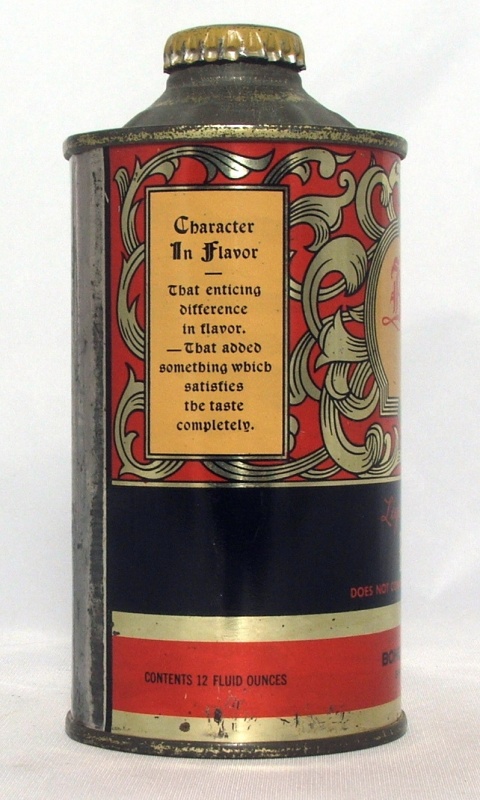 Character
In Flavor
—
That enticing
difference
in flavor.
—That added
something which
satisfies
the taste
completely.
DOES NOT
CONTENTS 12 FLUID OUNCES